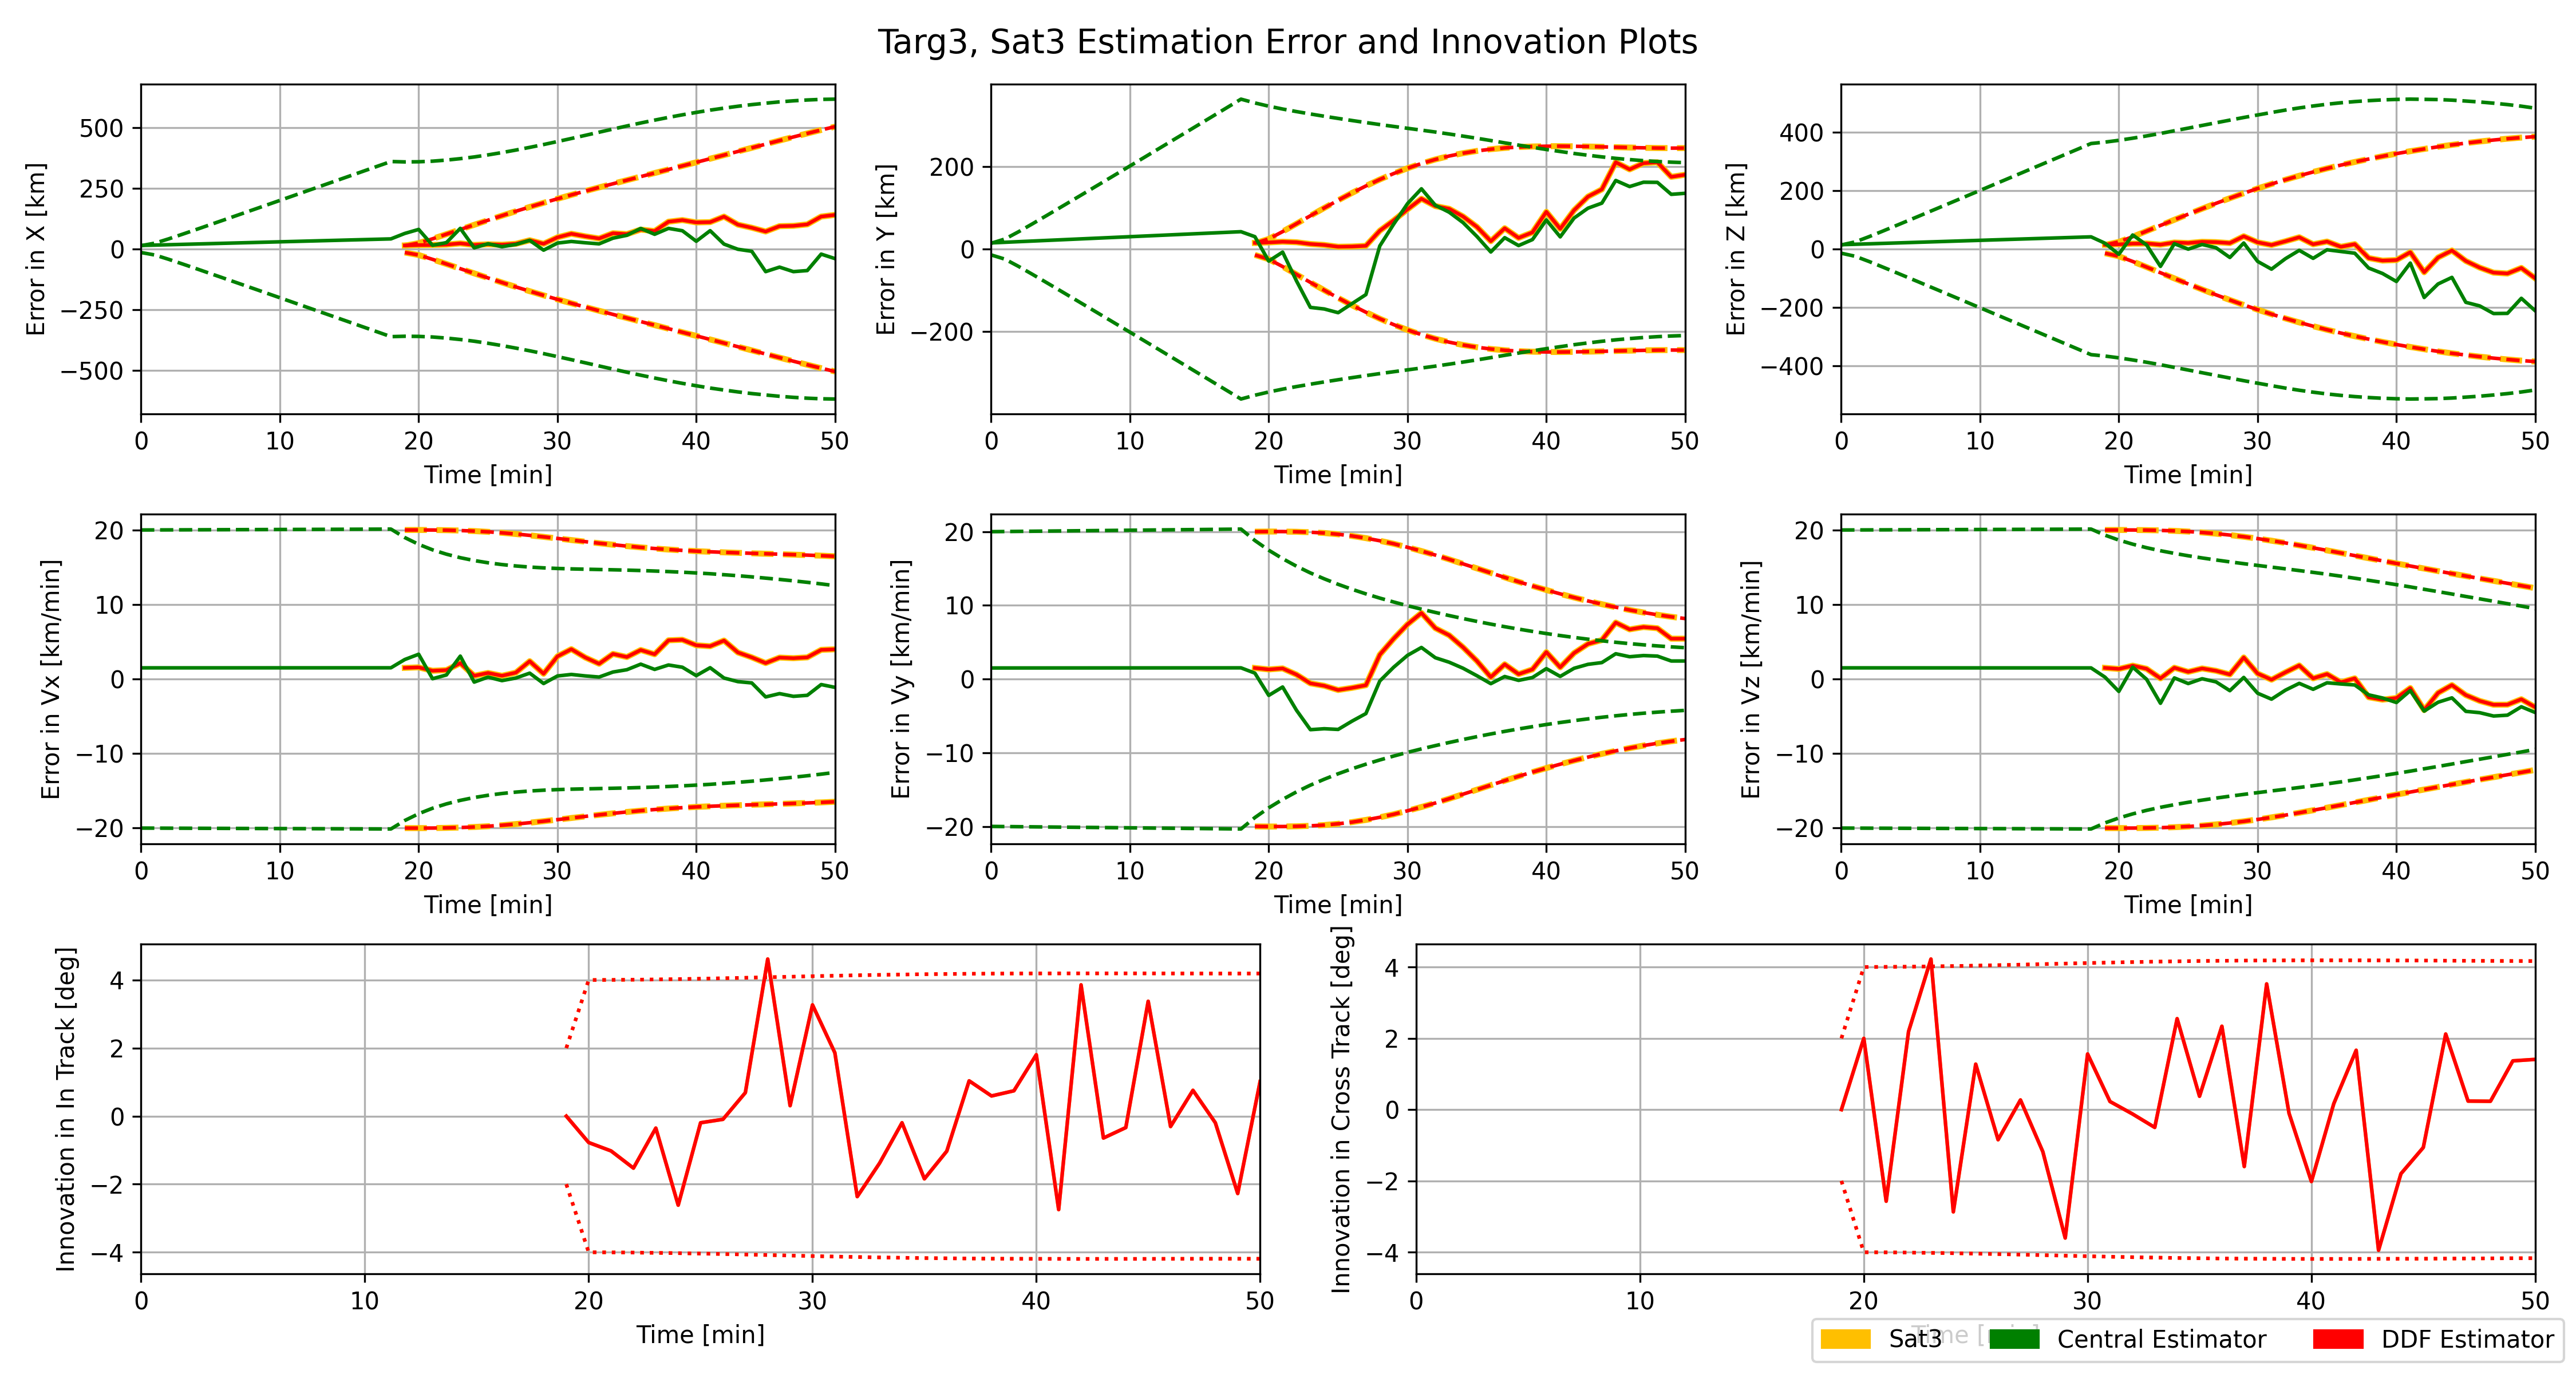 Targ3, Sat3 Estimation Error and Innovation Plots
Error in X [km]
500
250
0
−250
−500
0 10 20 30 40 50
Time [min]
Error in Y [km]
200
0
−200
0 10 20 30 40 50
Time [min]
Error in Z [km]
400
200
0
−200
−400
0 10 20 30 40 50
Time [min]
Error in Vx [km/min]
20
10
0
−10
−20
0 10 20 30 40 50
Time [min]
Error in Vy [km/min]
20
10
0
−10
−20
0 10 20 30 40 50
Time [min]
Error in Vz [km/min]
20
10
0
−10
−20
0 10 20 30 40 50
Time [min]
Innovation in In Track [deg]
4
2
0
−2
−4
0 10 20 30 40 50
Time [min]
Innovation in Cross Track [deg]
4
2
0
−2
−4
0 10 20 30 40 50
Time [min]
Sat3 Central Estimator DDF Estimator